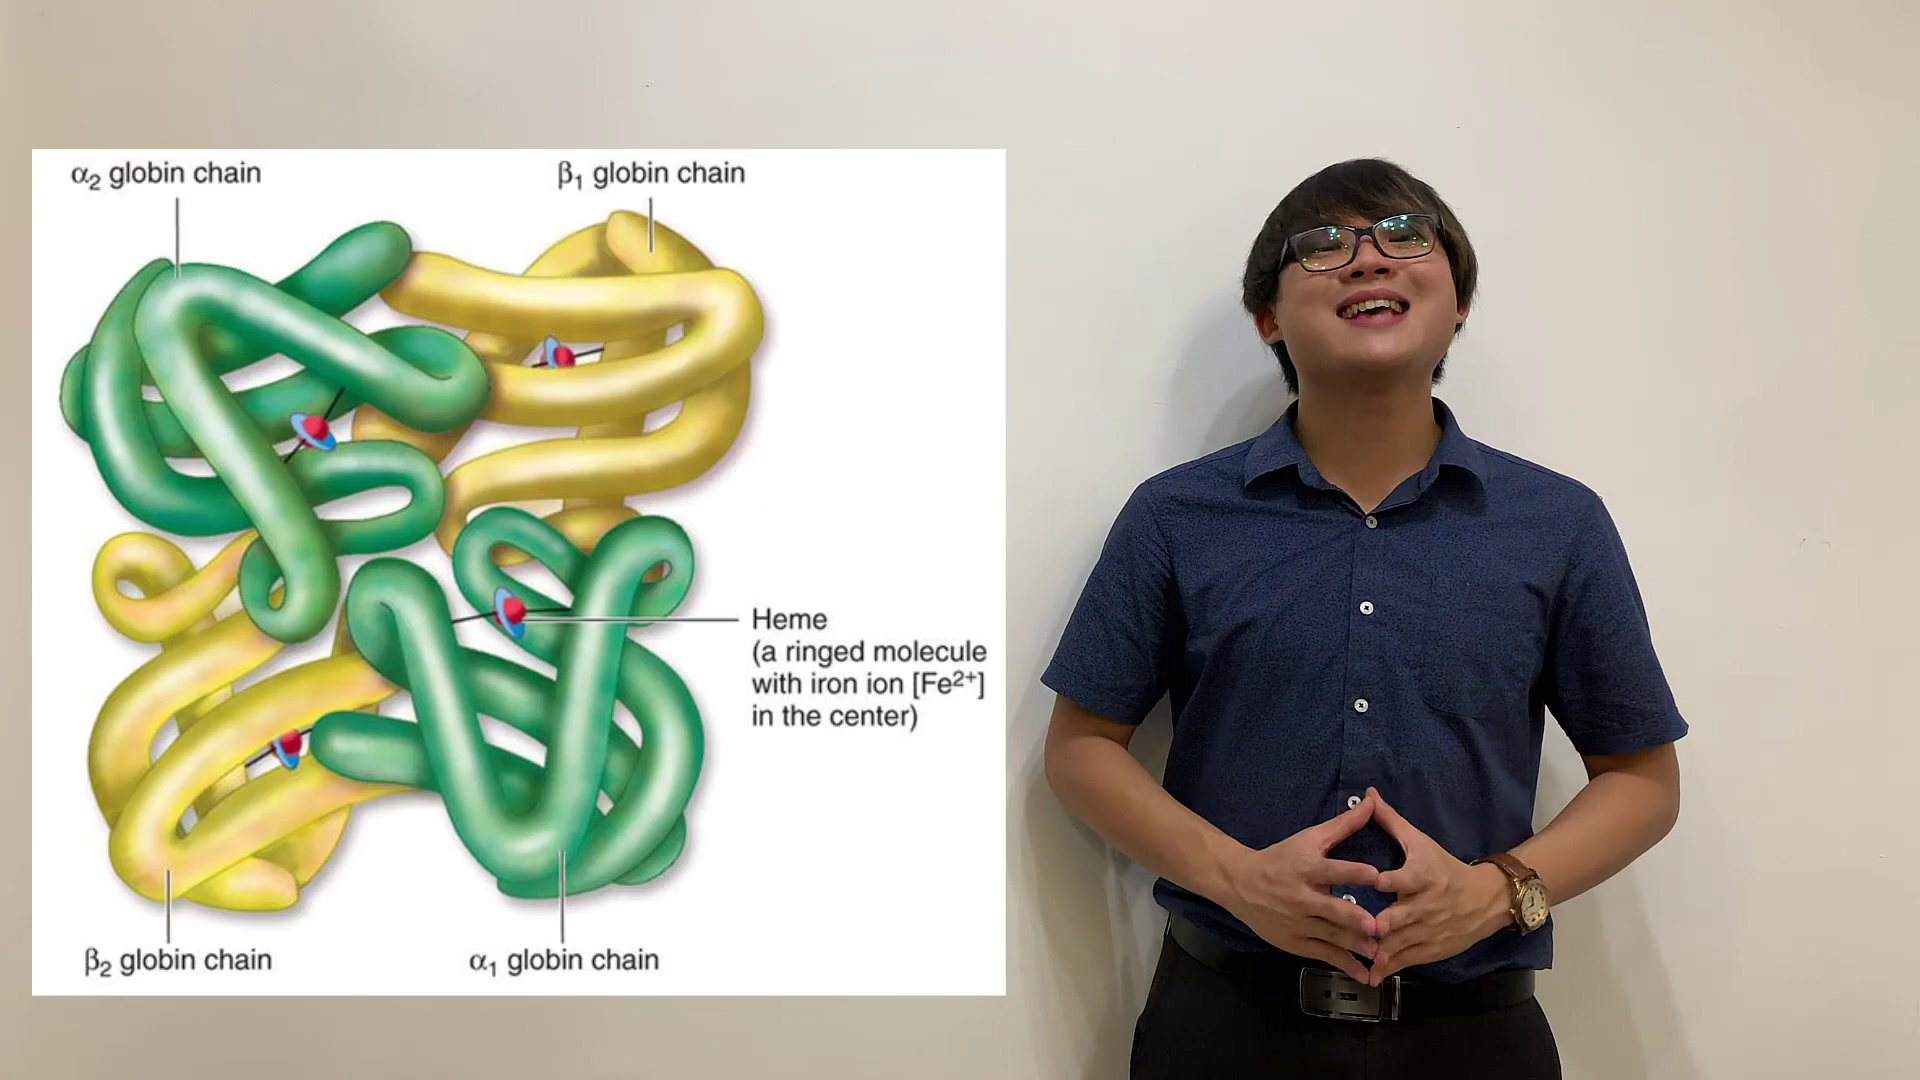 α₂ globin chain
β₁ globin chain
Heme
(a ringed molecule
with iron ion [Fe²⁺]
in the center)
β₂ globin chain
α₁ globin chain